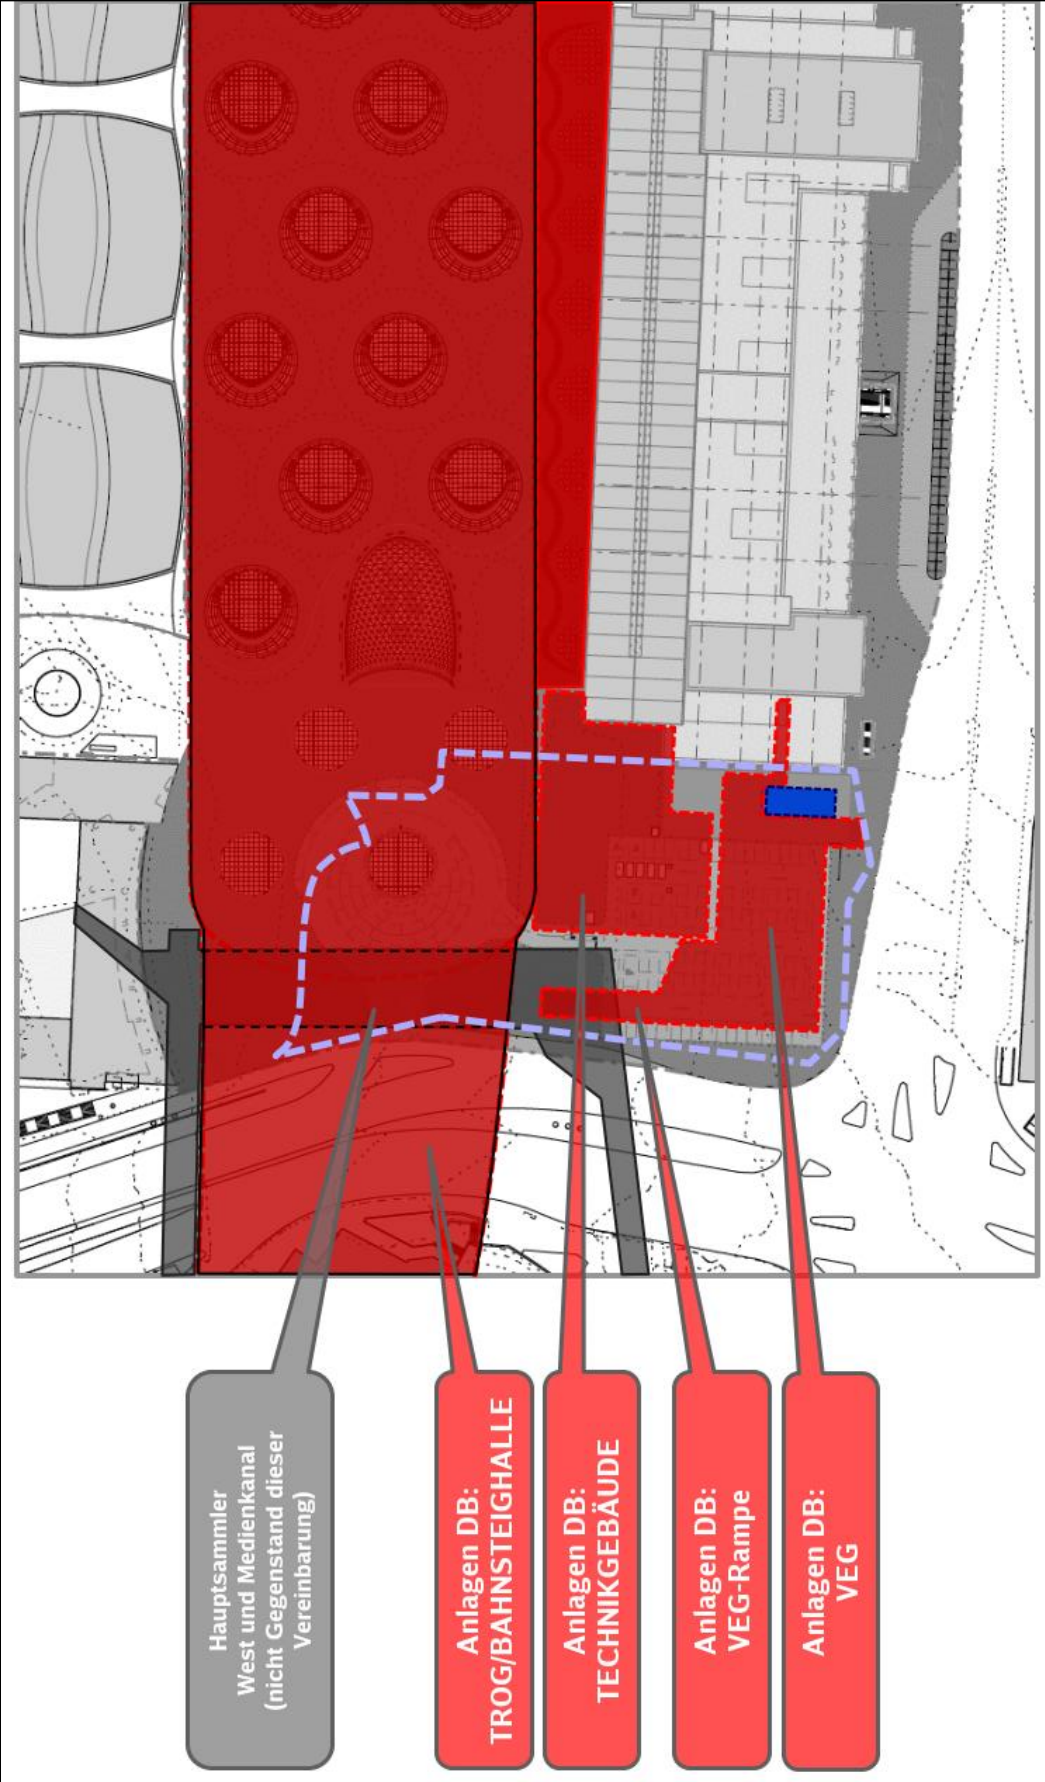 Hauptsammler
West und Medienkanal
(nicht Gegenstand dieser
Vereinbarung)
Anlagen DB:
TROG/BAHNSTEIGHALLE
Anlagen DB:
TECHNIKGEBÄUDE
Anlagen DB:
VEG-Rampe
Anlagen DB:
VEG